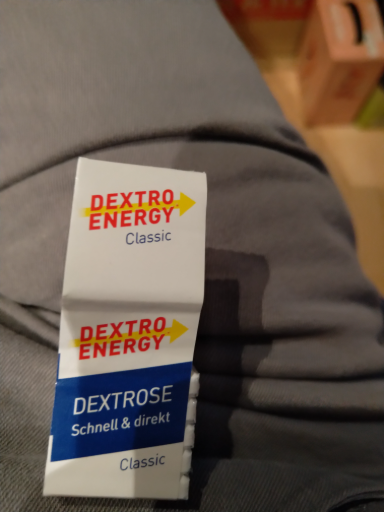 DEXTRO
ENERGY
Classic
DEXTRO
ENERGY
DEXTROSE
Schnell & direkt
Classic